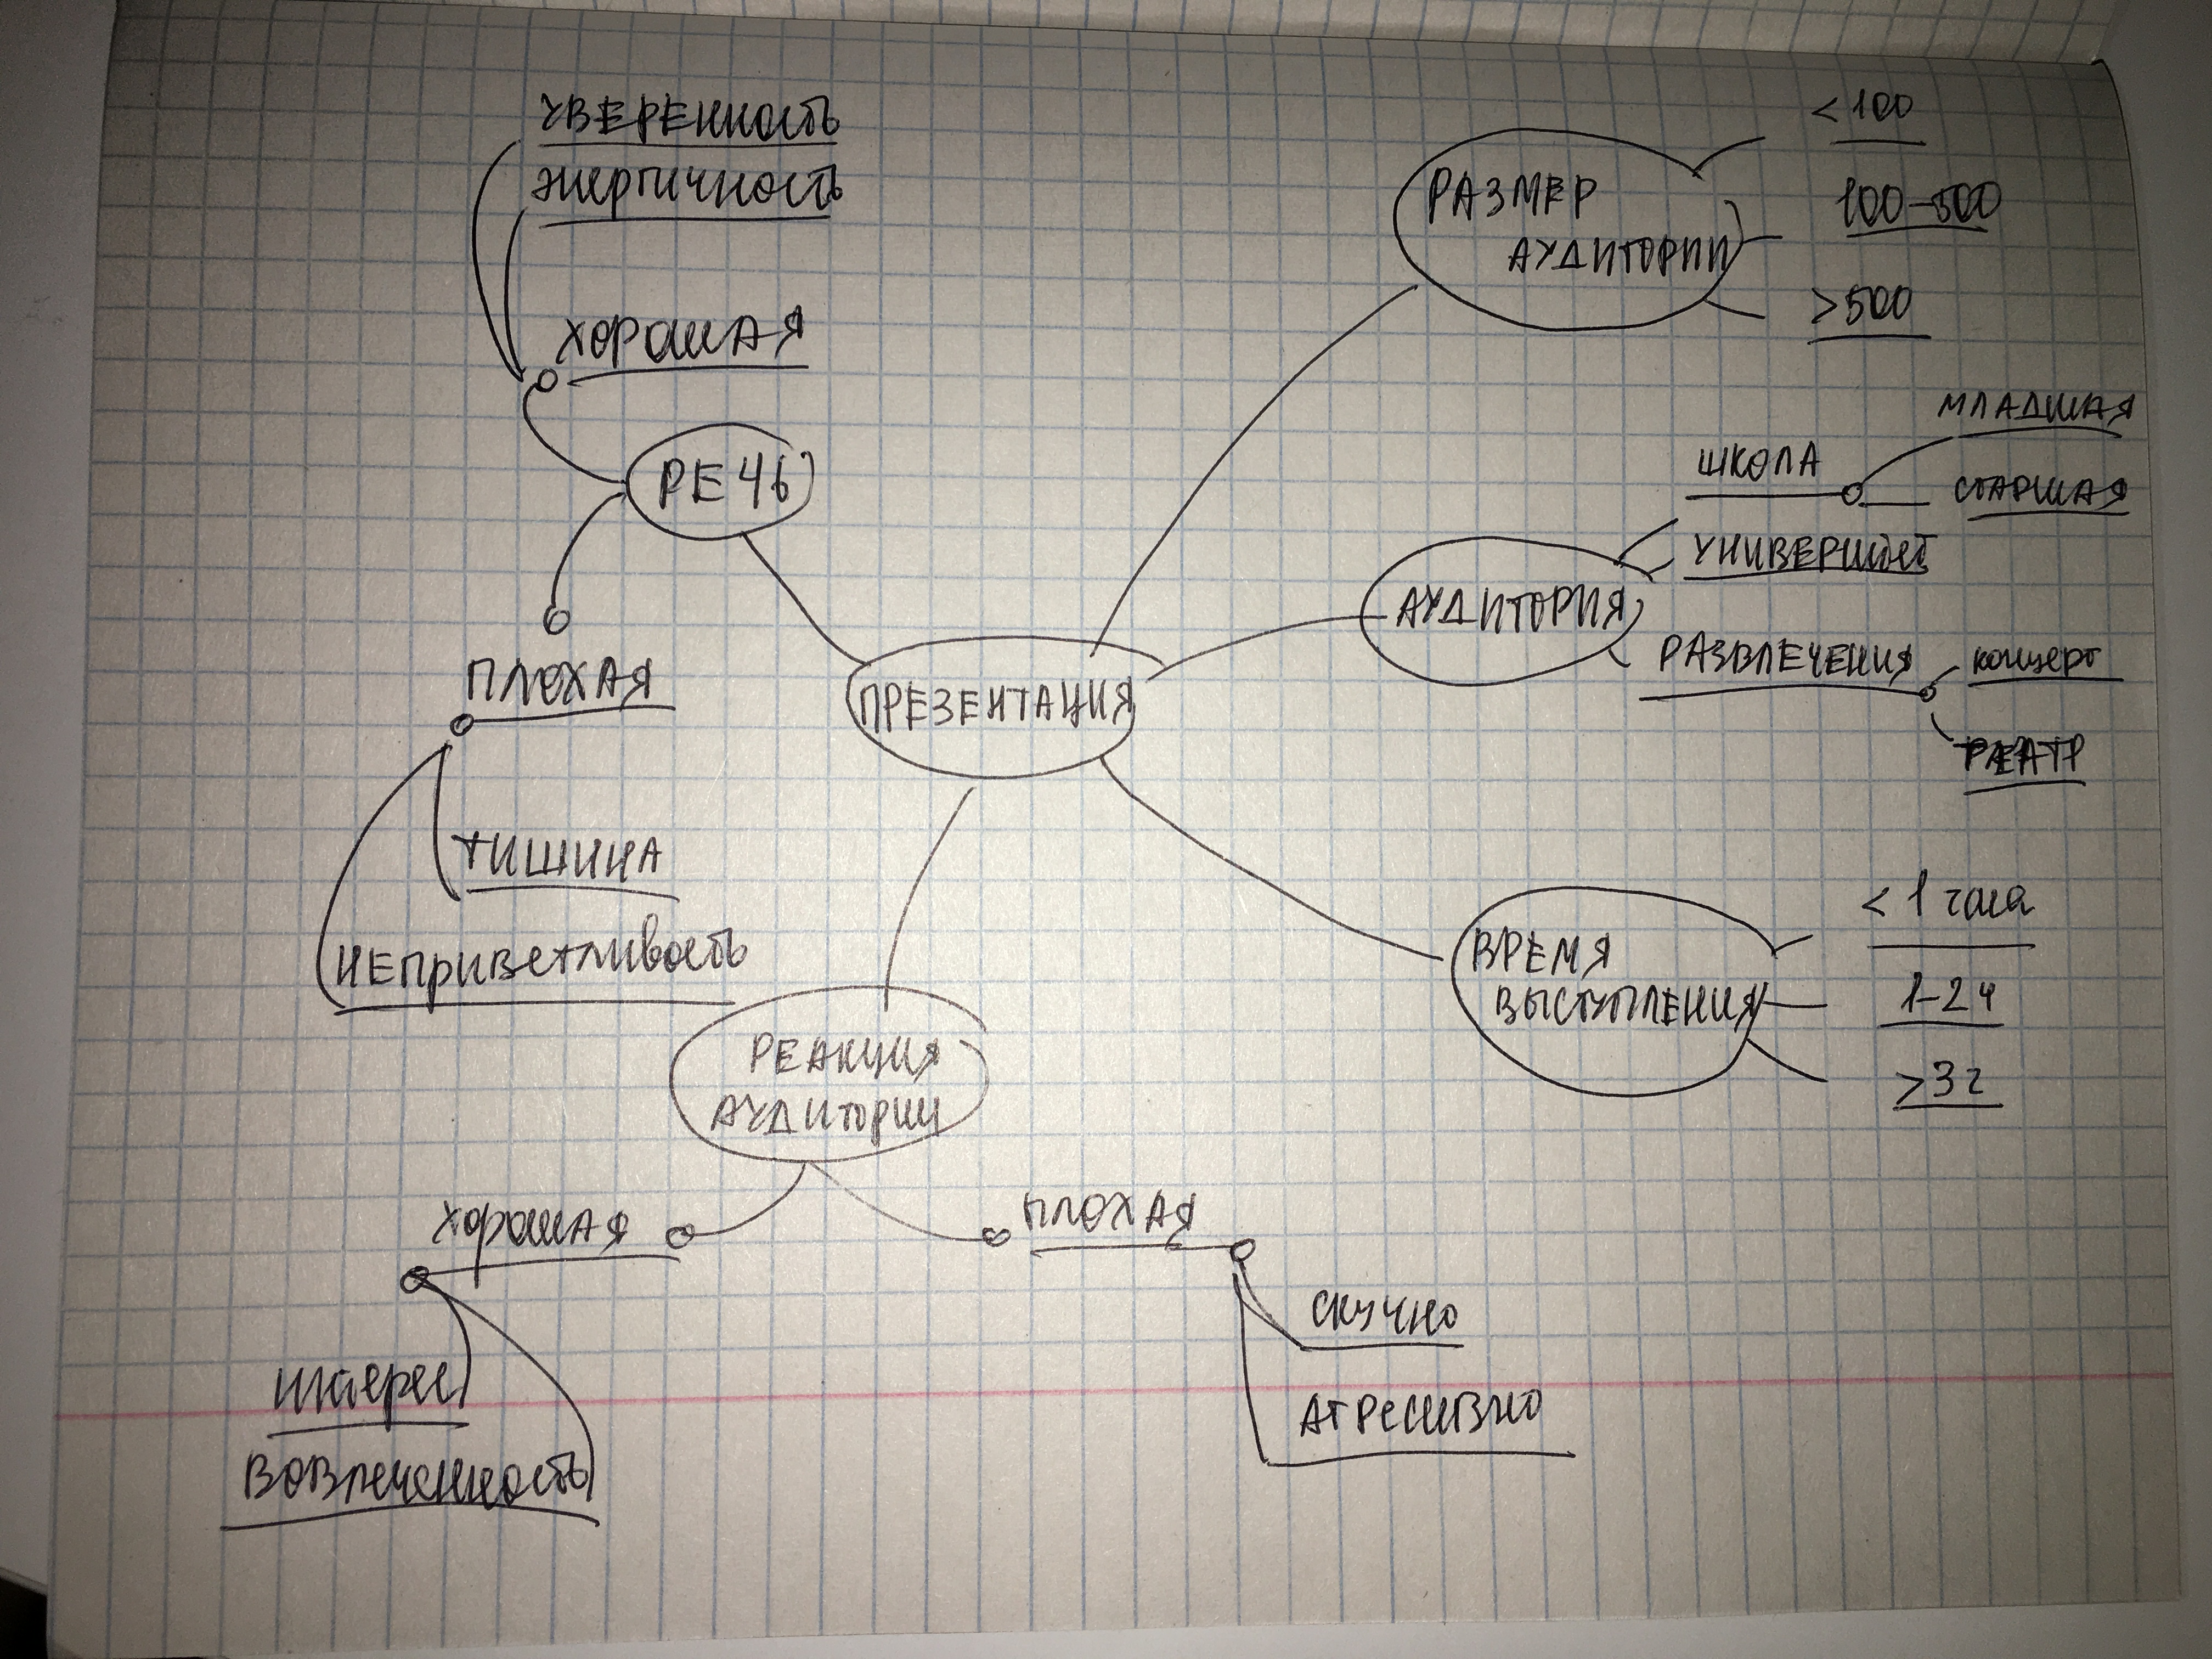 УВЕРЕННОСТЬ
ЭНЕРГИЧНОСТЬ
ХОРОШАЯ
РЕЧЬ
ПЛОХАЯ
ТИШИНА
НЕПРИВЕТЛИВОСТЬ
ПРЕЗЕНТАЦИЯ
РАЗМЕР
АУДИТОРИИ
< 100
100-500
>500
АУДИТОРИЯ
ШКОЛА
МЛАДШАЯ
СТАРШАЯ
УНИВЕРСИТЕТ
РАЗВЛЕЧЕНИЯ
концерт
ТЕАТР
ВРЕМЯ
ВЫСТУПЛЕНИЯ
< 1 часа
1-2 ч
>3 ч
РЕАКЦИЯ
АУДИТОРИИ
ХОРОШАЯ
Интерес
ВОВЛЕЧЕННОСТЬ
ПЛОХАЯ
СКУЧНО
АГРЕСИВНО